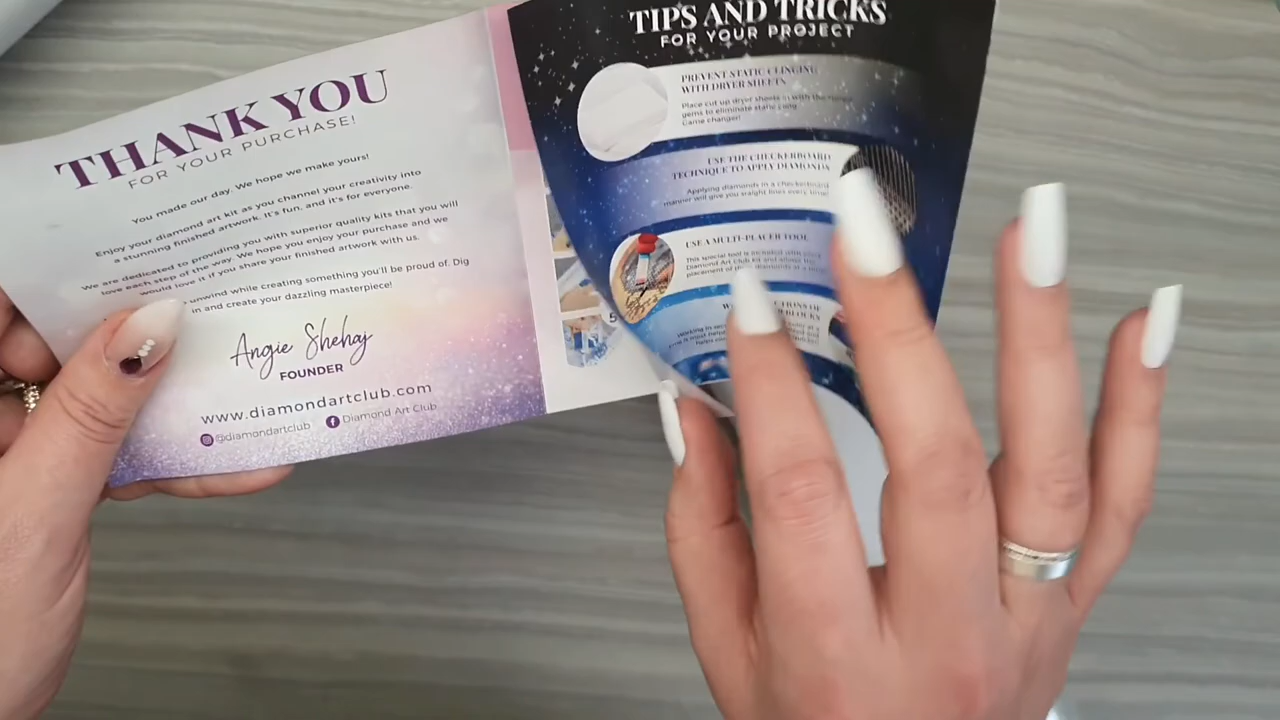 THANK YOU
FOR YOUR PURCHASE!
You made our day. We hope we make yours!
Enjoy your diamond art kit as you channel your creativity into
a stunning finished artwork. It's fun, and it's for everyone.
We are dedicated to providing you with superior quality kits that you will
love each step of the way. We hope you enjoy your purchase and we
would love it if you share your finished artwork with us.
unwind while creating something you'll be proud of. Dig
in and create your dazzling masterpiece!
Angie Shehaj
FOUNDER
www.diamondartclub.com
@diamondartclub Diamond Art Club
TIPS AND TRICKS
FOR YOUR PROJECT
PREVENT STATIC CLINGING
WITH DRYER SHEETS
Place cut up dryer sheets in with the
gems to eliminate static cling.
Game changer!
USE THE CHECKERBOARD
TECHNIQUE TO APPLY DIAMONDS
Applying diamonds in a checkerboard
manner will give you straight lines every time!
USE A MULTI-PLACER TOOL
This special tool is included with
Diamond Art Club Kit and allows the
placement of diamonds at a
5